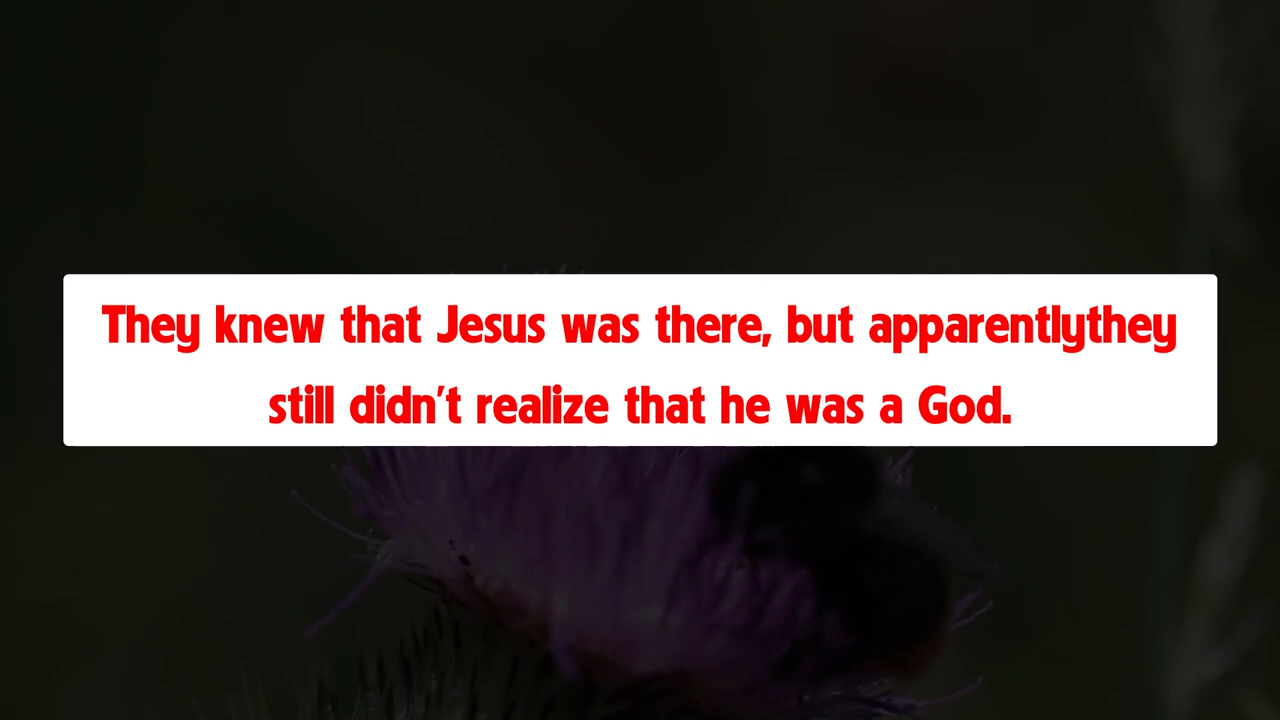 They knew that Jesus was there, but apparentlythey
still didn't realize that he was a God.